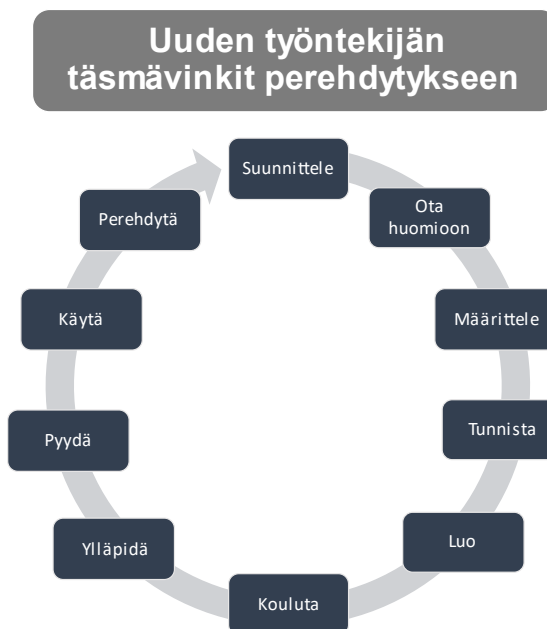 Uuden työntekijän
täsmävinkit perehdytykseen
Suunnittele
Ota
huomioon
Määrittele
Tunnista
Luo
Kouluta
Ylläpidä
Pyydä
Käytä
Perehdytä